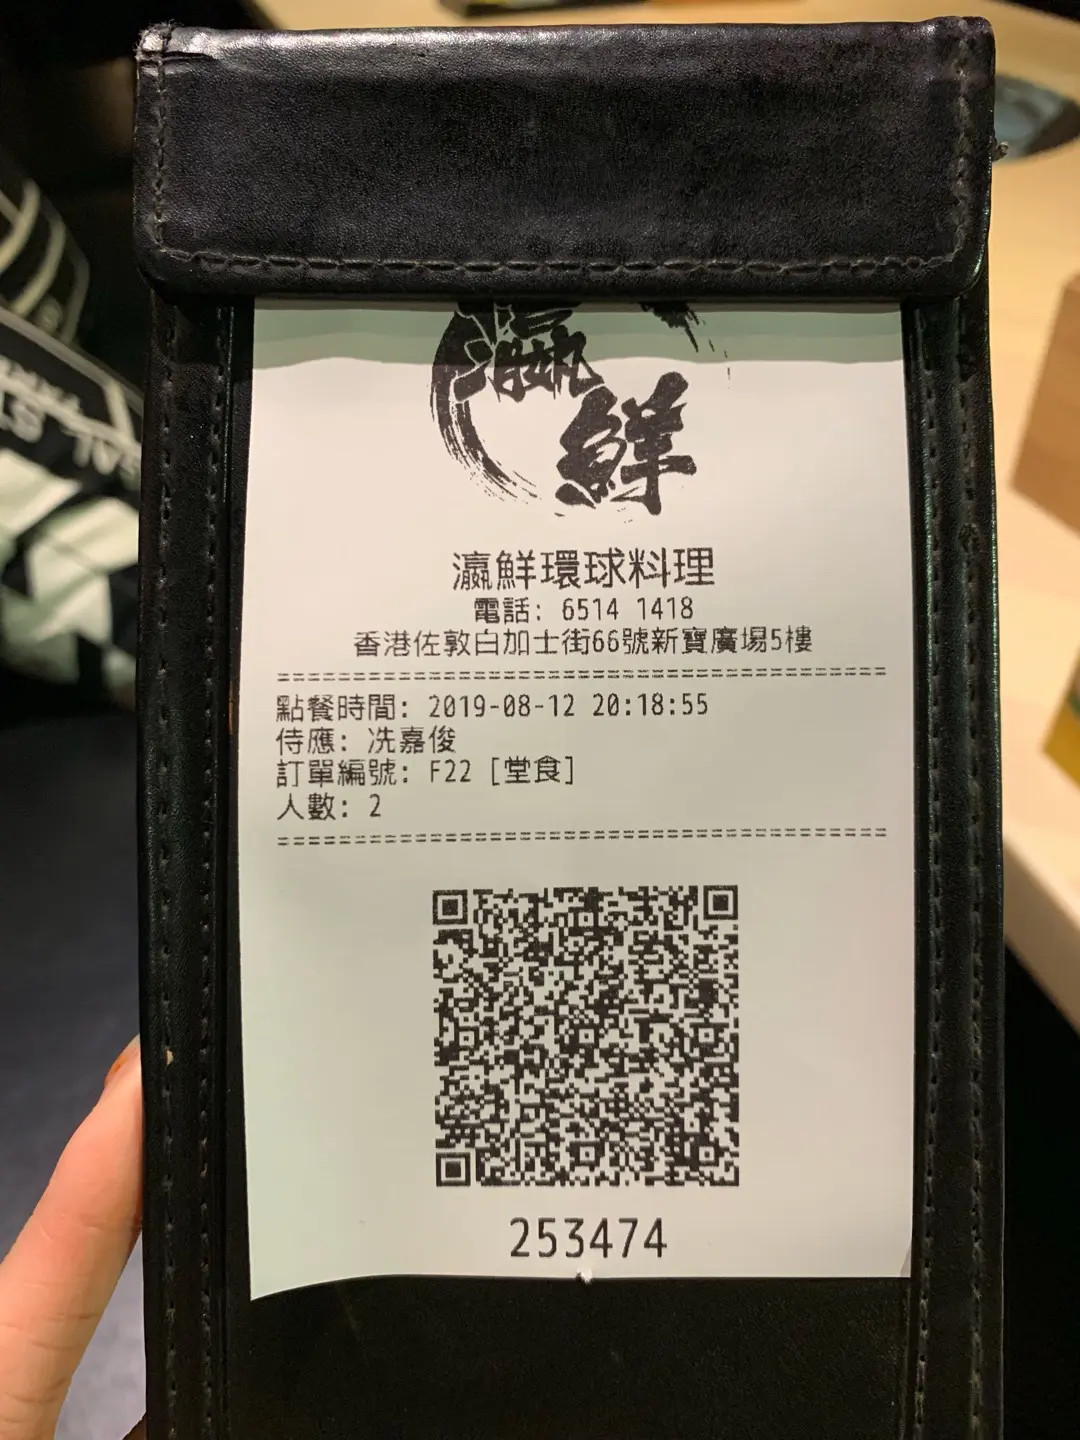 瀛鮮
瀛鮮環球料理
電話: 6514 1418
香港佐敦白加士街66號新寶廣場5樓
點餐時間: 2019-08-12 20:18:55
侍應: 冼嘉俊
訂單編號: F22 [堂食]
人數: 2
253474